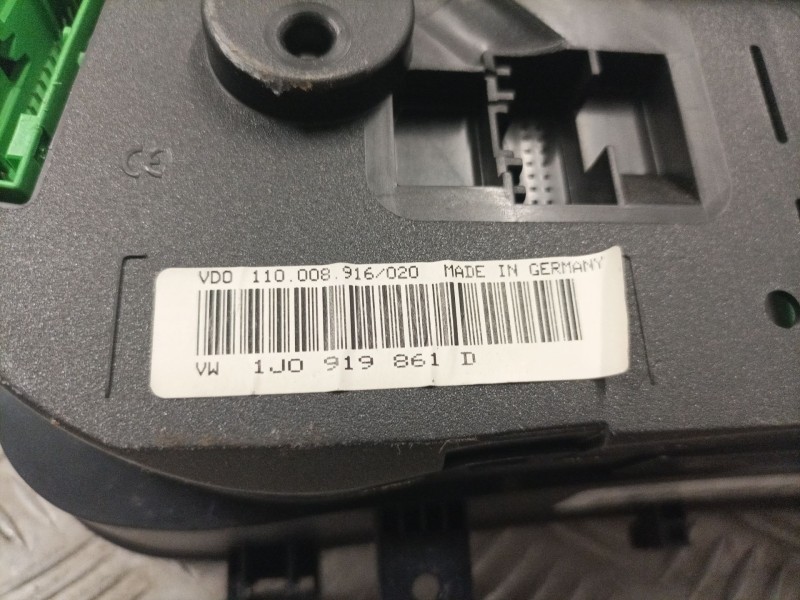 CE
VDO 110.008.916/020 MADE IN GERMANY
VW 1J0 919 861 D